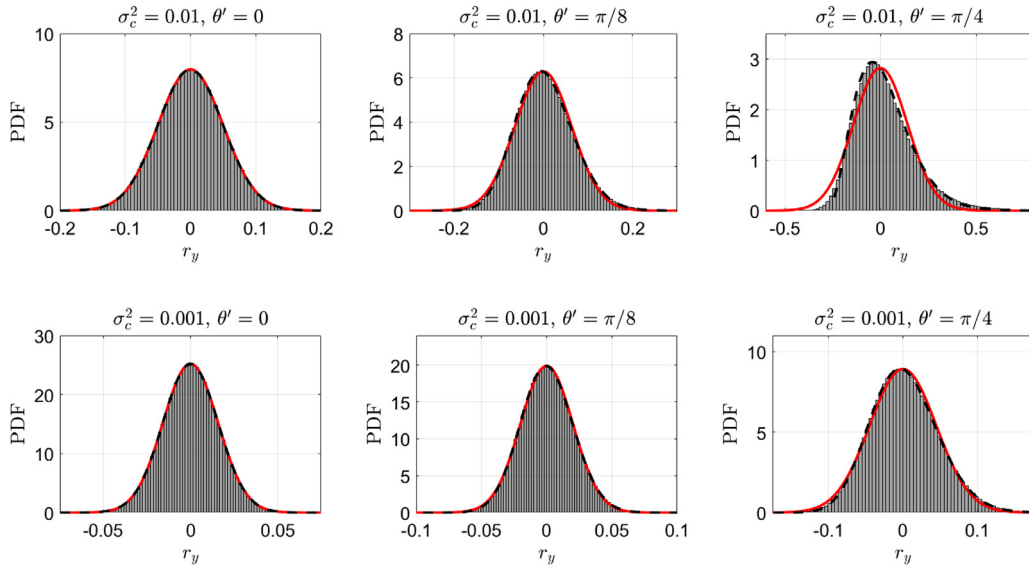 σ_c^2 = 0.01, θ′ = 0
10
5
0
-0.2 -0.1 0 0.1 0.2
PDF
r_y
σ_c^2 = 0.01, θ′ = π/8
8
6
4
2
0
-0.2 0 0.2
PDF
r_y
σ_c^2 = 0.01, θ′ = π/4
3
2
1
0
-0.5 0 0.5
PDF
r_y
σ_c^2 = 0.001, θ′ = 0
30
20
10
0
-0.05 0 0.05
PDF
r_y
σ_c^2 = 0.001, θ′ = π/8
20
15
10
5
0
-0.1 -0.05 0 0.05 0.1
PDF
r_y
σ_c^2 = 0.001, θ′ = π/4
10
5
0
-0.1 0 0.1
PDF
r_y